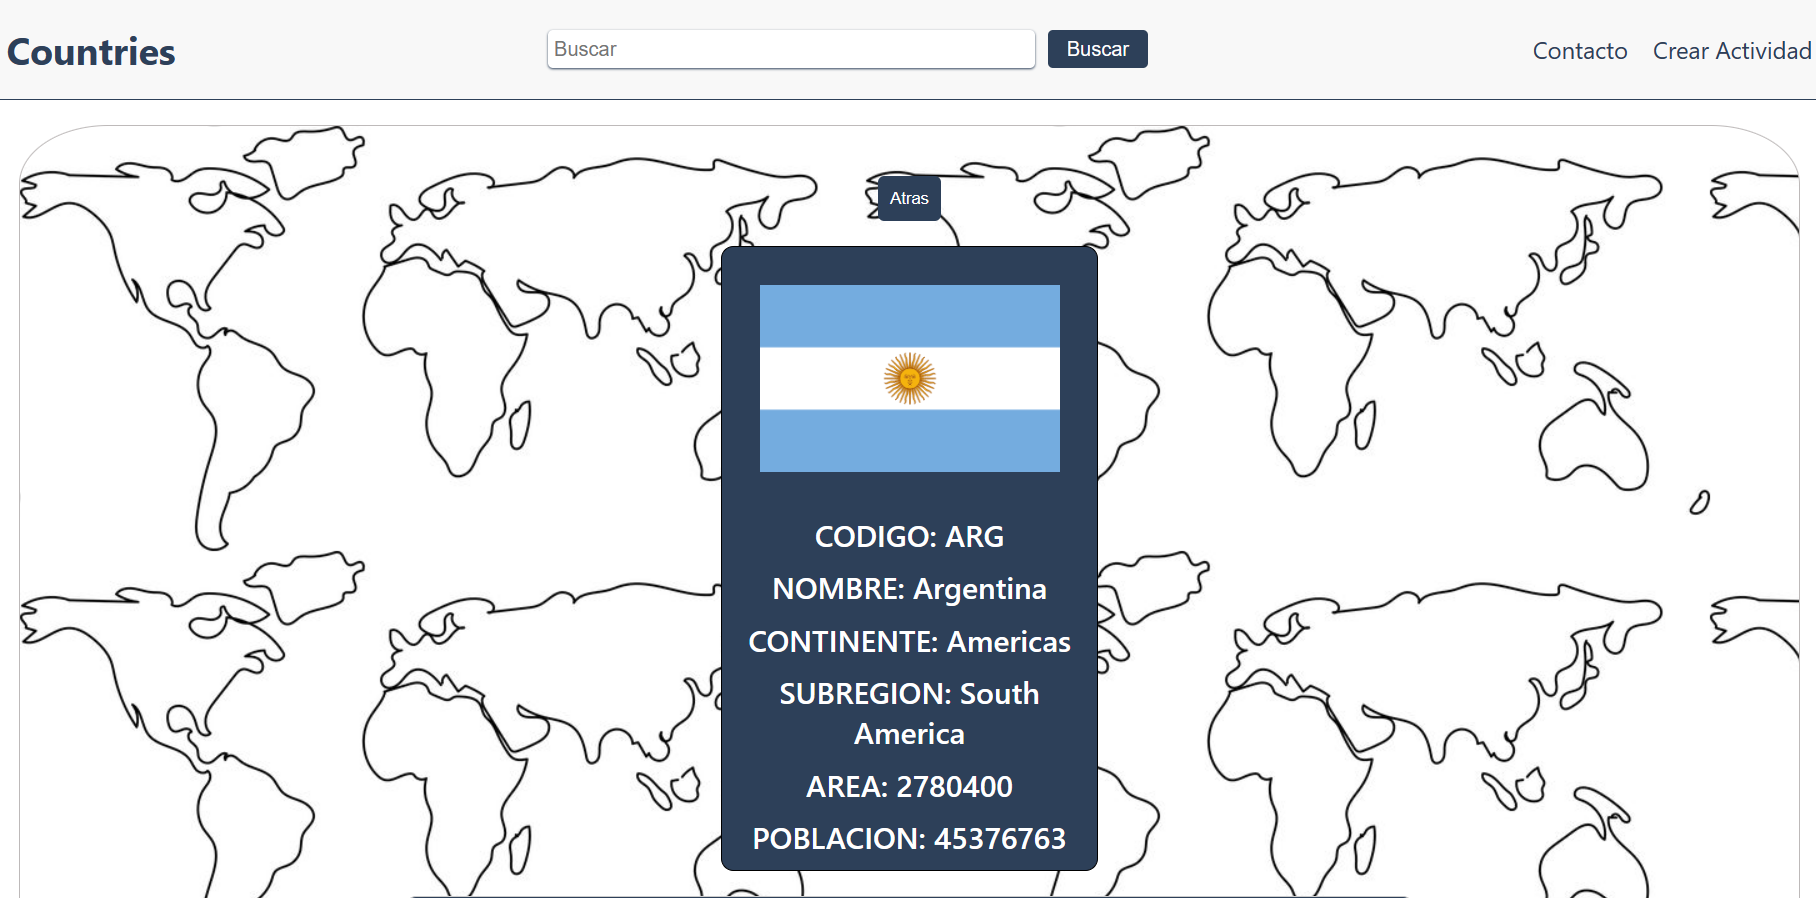 Countries
Buscar
Buscar
Contacto
Crear Actividad
Atras
CODIGO: ARG
NOMBRE: Argentina
CONTINENTE: Americas
SUBREGION: South
America
AREA: 2780400
POBLACION: 45376763